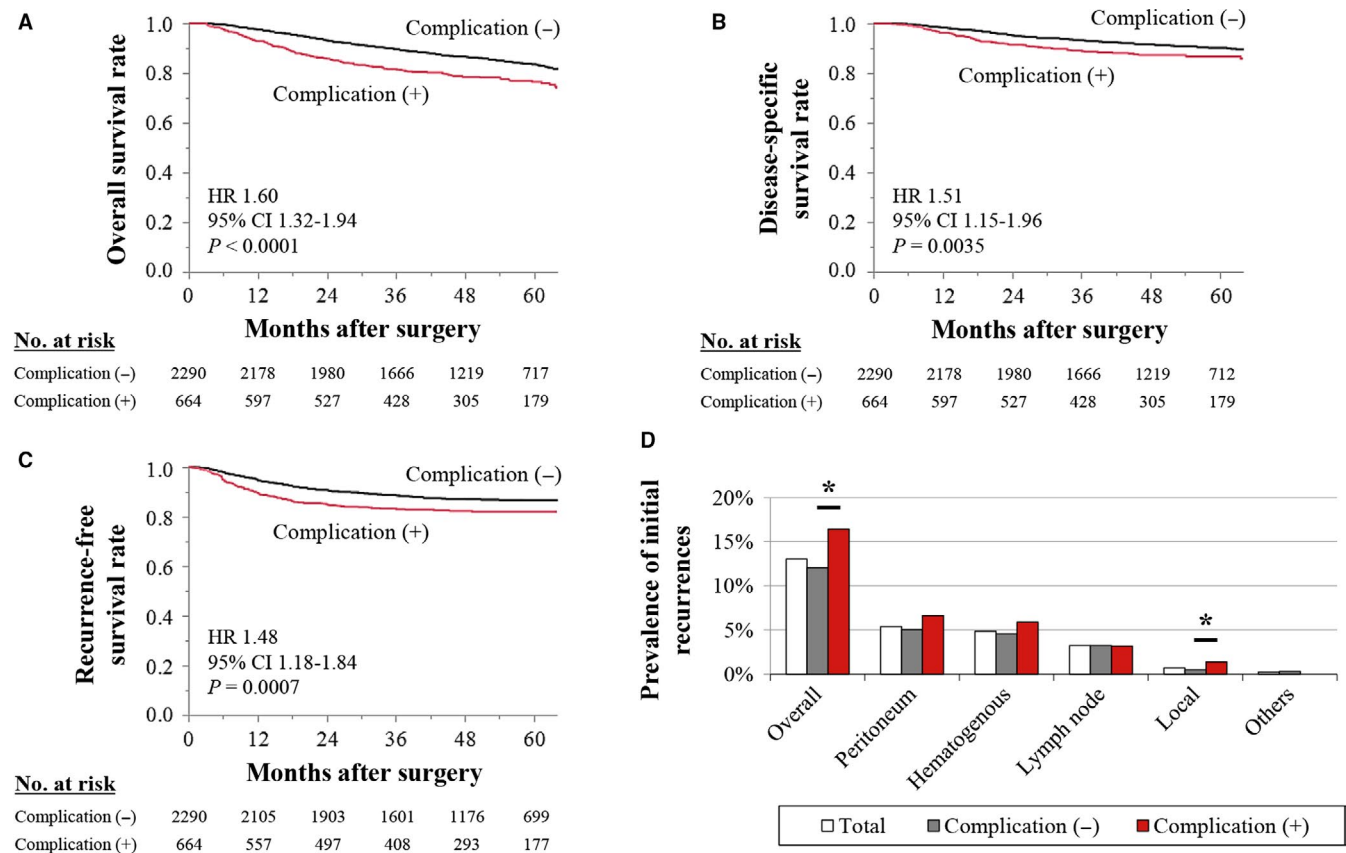 A
Overall survival rate
1.0
0.8
0.6
0.4
0.2
0.0
Complication (–)
Complication (+)
HR 1.60
95% CI 1.32-1.94
P < 0.0001
0 12 24 36 48 60
Months after surgery
No. at risk
Complication (–) 2290 2178 1980 1666 1219 717
Complication (+) 664 597 527 428 305 179
B
Disease-specific
survival rate
1.0
0.8
0.6
0.4
0.2
0.0
Complication (–)
Complication (+)
HR 1.51
95% CI 1.15-1.96
P = 0.0035
0 12 24 36 48 60
Months after surgery
No. at risk
Complication (–) 2290 2178 1980 1666 1219 712
Complication (+) 664 597 527 428 305 179
C
Recurrence-free
survival rate
1.0
0.8
0.6
0.4
0.2
0.0
Complication (–)
Complication (+)
HR 1.48
95% CI 1.18-1.84
P = 0.0007
0 12 24 36 48 60
Months after surgery
No. at risk
Complication (–) 2290 2105 1903 1601 1176 699
Complication (+) 664 557 497 408 293 177
D
Prevalence of initial
recurrences
20%
15%
10%
5%
0%
*
*
Overall
Peritoneum
Hematogenous
Lymph node
Local
Others
Total Complication (–) Complication (+)